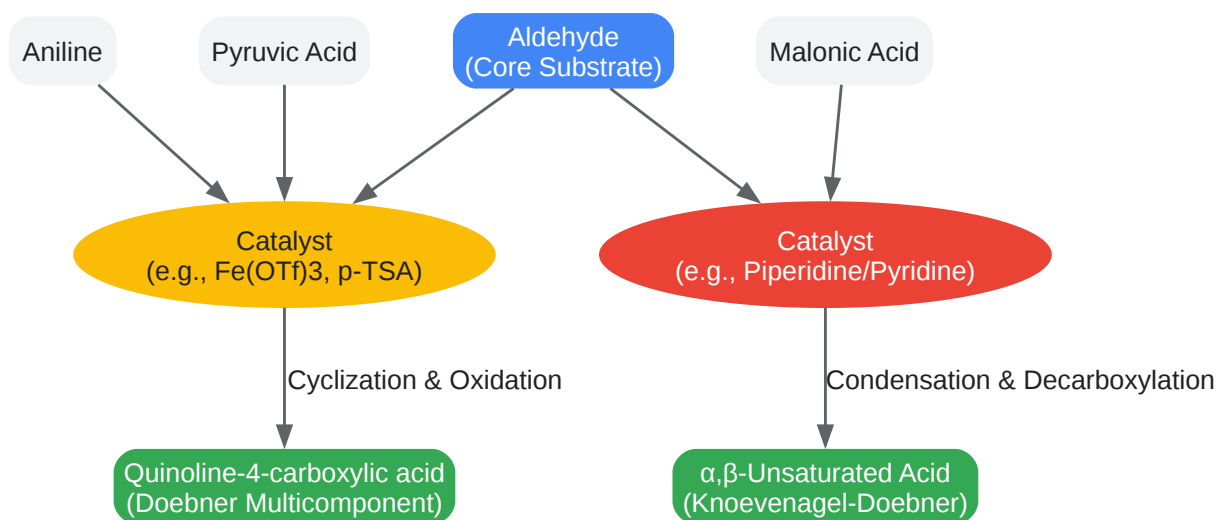 Aniline
Pyruvic Acid
Aldehyde
(Core Substrate)
Malonic Acid
Catalyst
(e.g., Fe(OTf)3, p-TSA)
Catalyst
(e.g., Piperidine/Pyridine)
Cyclization & Oxidation
Condensation & Decarboxylation
Quinoline-4-carboxylic acid
(Doebner Multicomponent)
α,β-Unsaturated Acid
(Knoevenagel-Doebner)